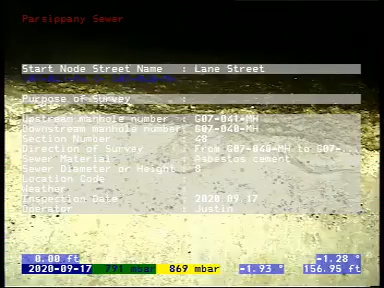 Parsippany Sewer
Start Node Street Name : Lane Street
Purpose of Survey :
Upstream manhole number : G07-041-MH
Downstream manhole number: G07-040-MH
Section Number : 48
Direction of Survey : From G07-040-MH to G07-...
Sewer Material : Asbestos cement
Sewer Diameter or Height : 8
Location Code :
Weather :
Inspection Date : 2020 09 17
Operator : Justin
0.00 ft -1.28 °
2020-09-17 791 mbar 869 mbar -1.93 ° 156.95 ft